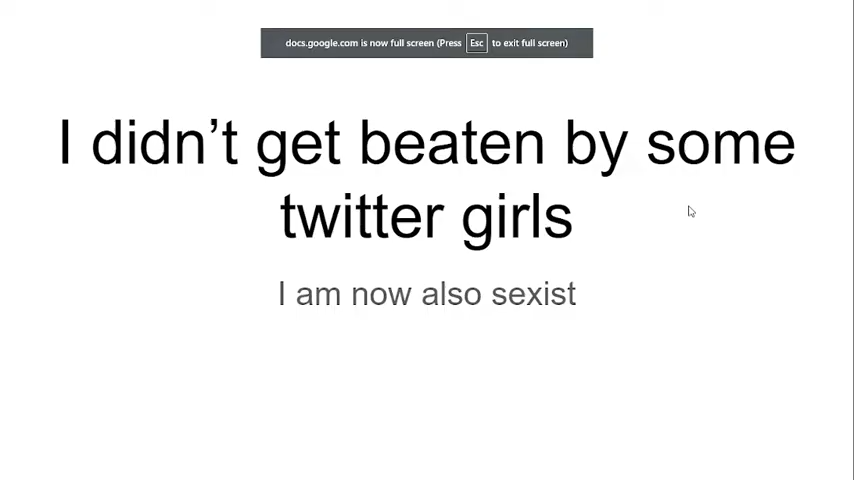 docs.google.com is now full screen (Press Esc to exit full screen)
I didn’t get beaten by some
twitter girls
I am now also sexist